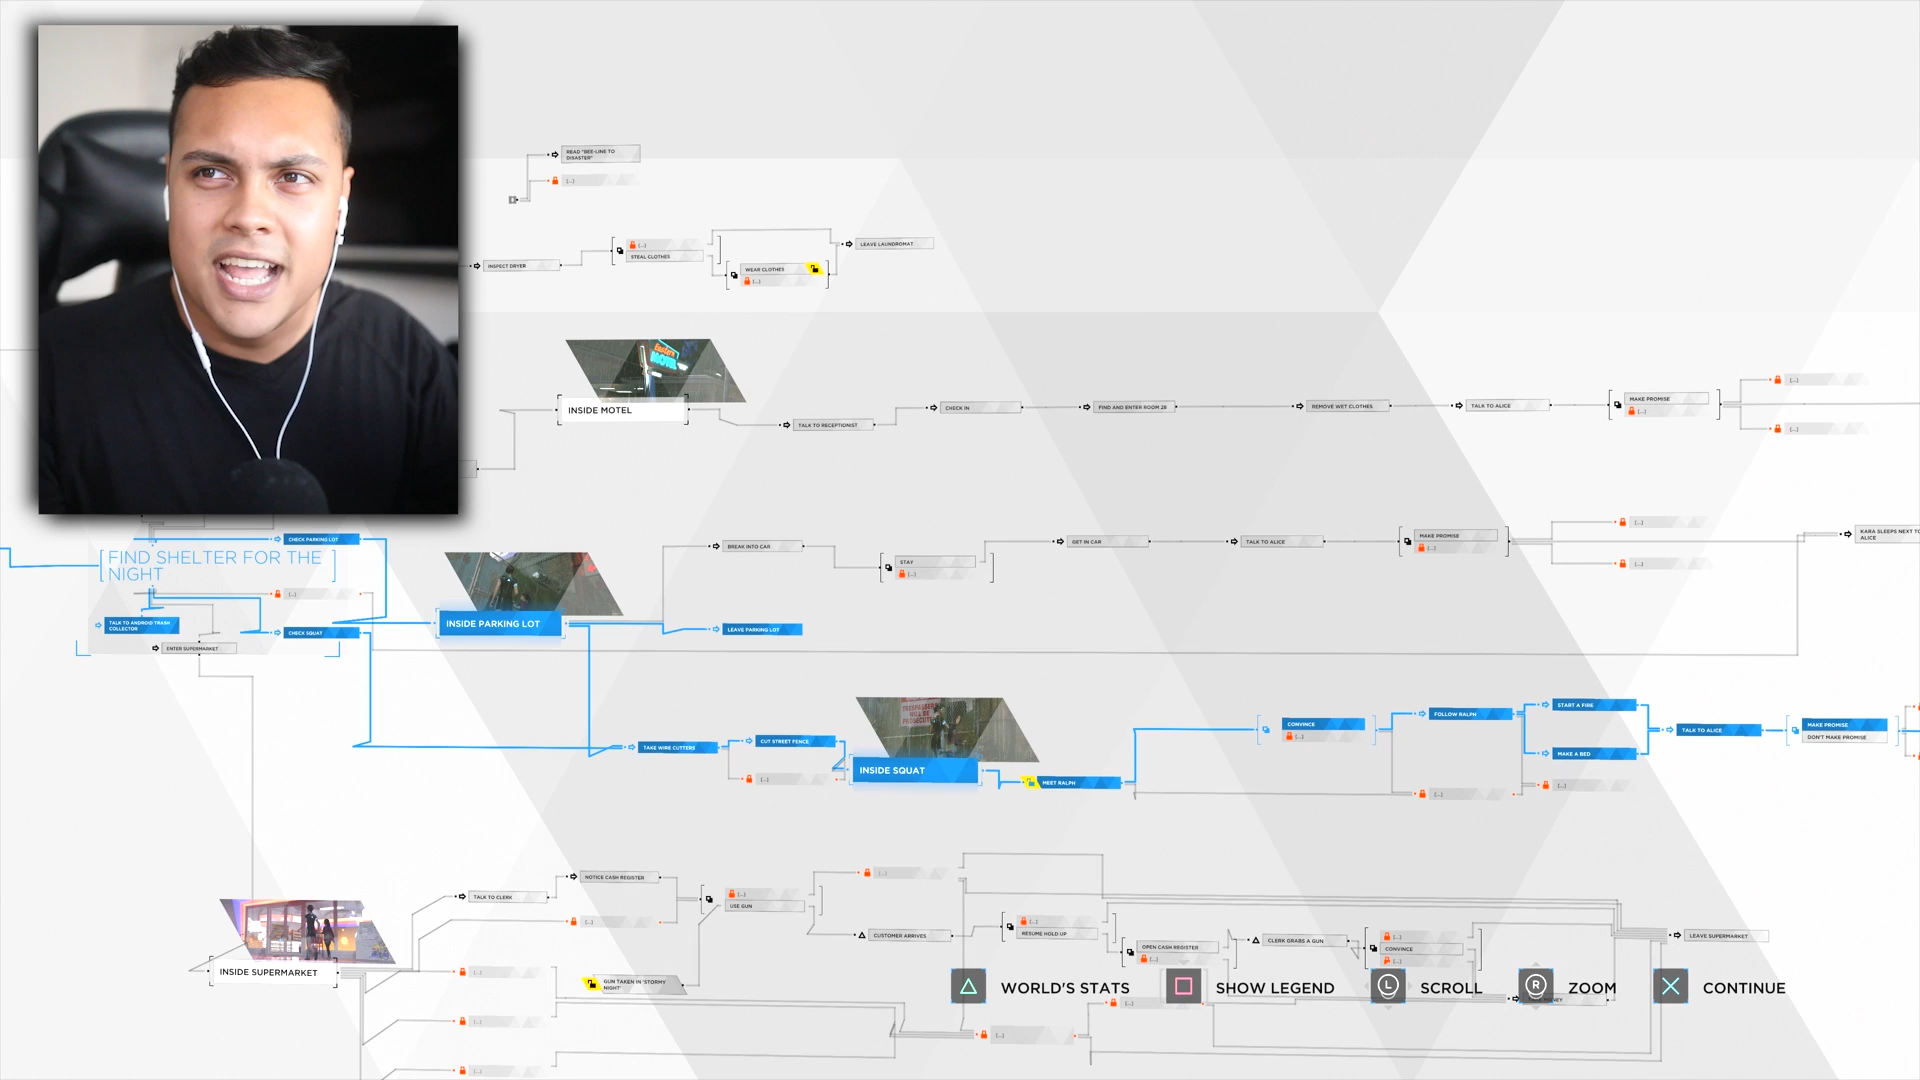 READ "BEE-LINE TO
DISASTER"
[...]
INSPECT DRYER
[...]
STEAL CLOTHES
WEAR CLOTHES
[...]
LEAVE LAUNDROMAT
MOTEL
INSIDE MOTEL
TALK TO RECEPTIONIST
CHECK IN
FIND AND ENTER ROOM 28
REMOVE WET CLOTHES
TALK TO ALICE
MAKE PROMISE
[...]
[...]
[...]
CHECK PARKING LOT
FIND SHELTER FOR THE
NIGHT
[...]
TALK TO ANDROID TRASH
COLLECTOR
CHECK SQUAT
ENTER SUPERMARKET
INSIDE PARKING LOT
BREAK INTO CAR
LEAVE PARKING LOT
STAY
[...]
GET IN CAR
TALK TO ALICE
MAKE PROMISE
[...]
[...]
[...]
KARA SLEEPS NEXT TO
ALICE
TAKE WIRE CUTTERS
CUT STREET FENCE
[...]
TRESPASSERS
WILL BE
PROSECUTED
INSIDE SQUAT
MEET RALPH
CONVINCE
[...]
FOLLOW RALPH
[...]
START A FIRE
MAKE A BED
[...]
TALK TO ALICE
MAKE PROMISE
DON'T MAKE PROMISE
INSIDE SUPERMARKET
TALK TO CLERK
NOTICE CASH REGISTER
[...]
[...]
USE GUN
[...]
CUSTOMER ARRIVES
[...]
RESUME HOLD UP
OPEN CASH REGISTER
[...]
CLERK GRABS A GUN
[...]
CONVINCE
[...]
LEAVE SUPERMARKET
[...]
GUN TAKEN IN "STORMY
NIGHT"
[...]
[...]
[...]
[...]
WORLD'S STATS
SHOW LEGEND
L
SCROLL
R
ZOOM
CONTINUE